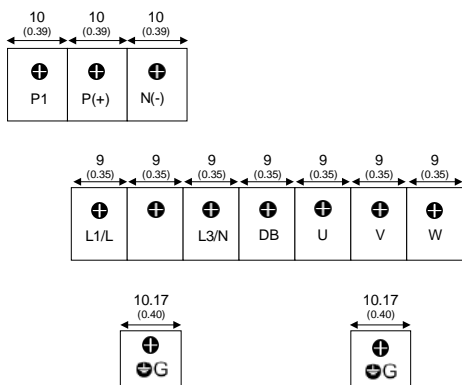 10 10 10
(0.39) (0.39) (0.39)
P1 P(+) N(-)
9 9 9 9 9 9 9
(0.35) (0.35) (0.35) (0.35) (0.35) (0.35) (0.35)
L1/L L3/N DB U V W
10.17 10.17
(0.40) (0.40)
G G